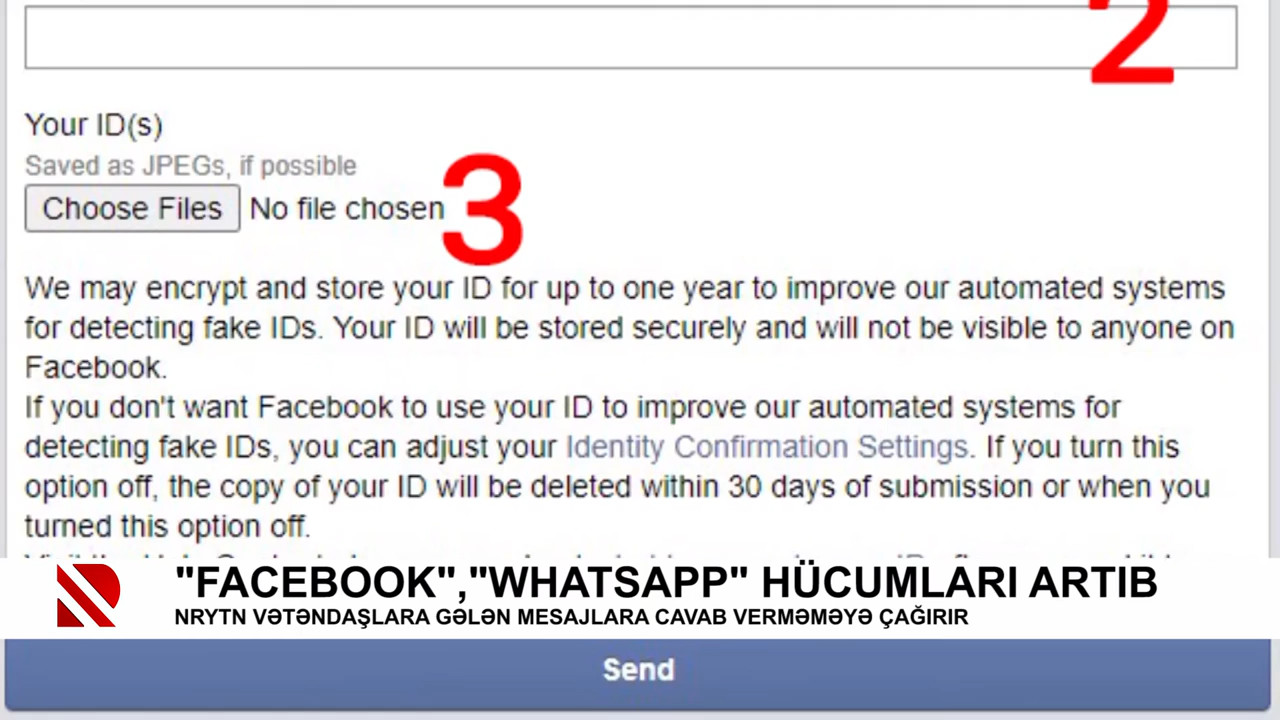 2
Your ID(s)
Saved as JPEGs, if possible
Choose Files No file chosen
3
We may encrypt and store your ID for up to one year to improve our automated systems
for detecting fake IDs. Your ID will be stored securely and will not be visible to anyone on
Facebook.
If you don't want Facebook to use your ID to improve our automated systems for
detecting fake IDs, you can adjust your Identity Confirmation Settings. If you turn this
option off, the copy of your ID will be deleted within 30 days of submission or when you
turned this option off.
"FACEBOOK","WHATSAPP" HÜCUMLARI ARTIB
NRYTN VƏTƏNDAŞLARA GƏLƏN MESAJLARA CAVAB VERMƏMƏYƏ ÇAĞIRIR
Send